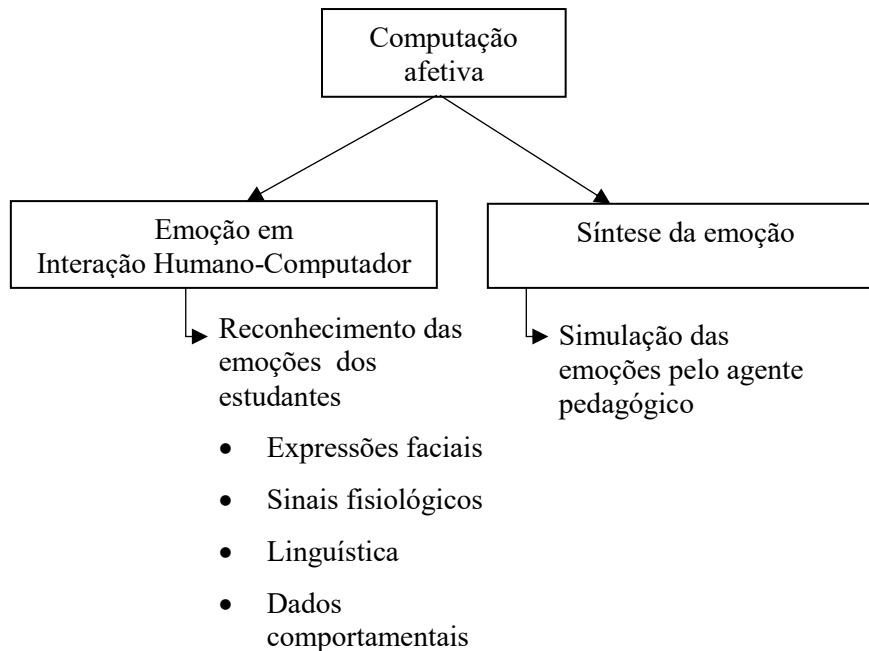 Computação
afetiva
Emoção em
Interação Humano-Computador
Síntese da emoção
Reconhecimento das
emoções dos
estudantes
• Expressões faciais
• Sinais fisiológicos
• Linguística
• Dados
comportamentais
Simulação das
emoções pelo agente
pedagógico